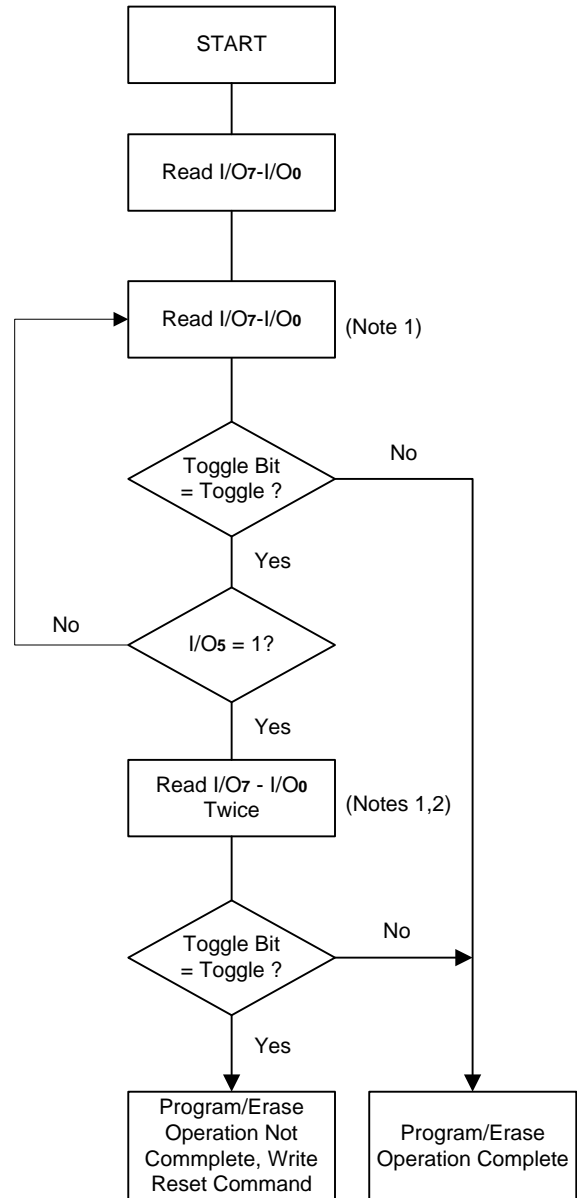 START
Read I/O7-I/O0
Read I/O7-I/O0
(Note 1)
Toggle Bit
= Toggle ?
No
Yes
I/O5 = 1?
No
Yes
Read I/O7 - I/O0
Twice
(Notes 1,2)
Toggle Bit
= Toggle ?
No
Yes
Program/Erase
Operation Not
Commplete, Write
Reset Command
Program/Erase
Operation Complete